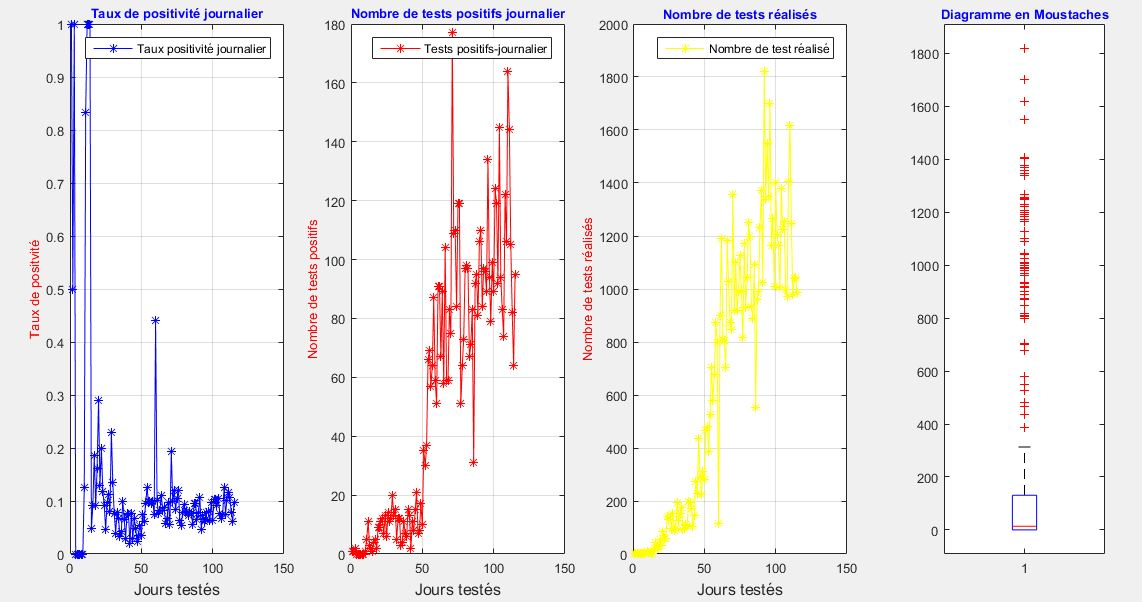 Taux de positivité journalier
Taux positivité journalier
1
0.9
0.8
0.7
0.6
0.5
0.4
0.3
0.2
0.1
0
Taux de positvité
0 50 100 150
Jours testés
Nombre de tests positifs journalier
Tests positifs-journalier
180
160
140
120
100
80
60
40
20
0
Nombre de tests positifs
0 50 100 150
Jours testés
Nombre de tests réalisés
Nombre de test réalisé
2000
1800
1600
1400
1200
1000
800
600
400
200
0
Nombre de tests réalisés
0 50 100 150
Jours testés
Diagramme en Moustaches
1800
1600
1400
1200
1000
800
600
400
200
0
1